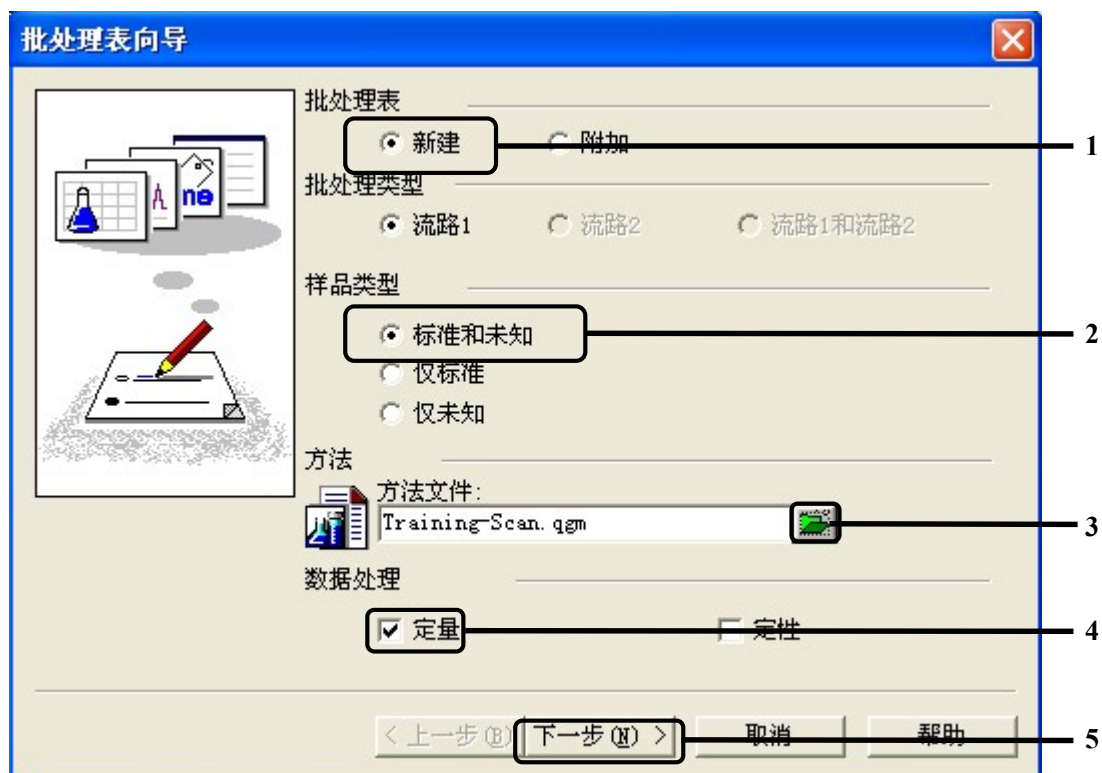 批处理表向导
批处理表
新建 附加 1
批处理类型
流路1 流路2 流路1和流路2
样品类型
标准和未知 2
仅标准
仅未知
方法
方法文件:
Training-Scan.qgm 3
数据处理
定量 定性 4
< 上一步(B) 下一步(N) > 取消 帮助 5
ne